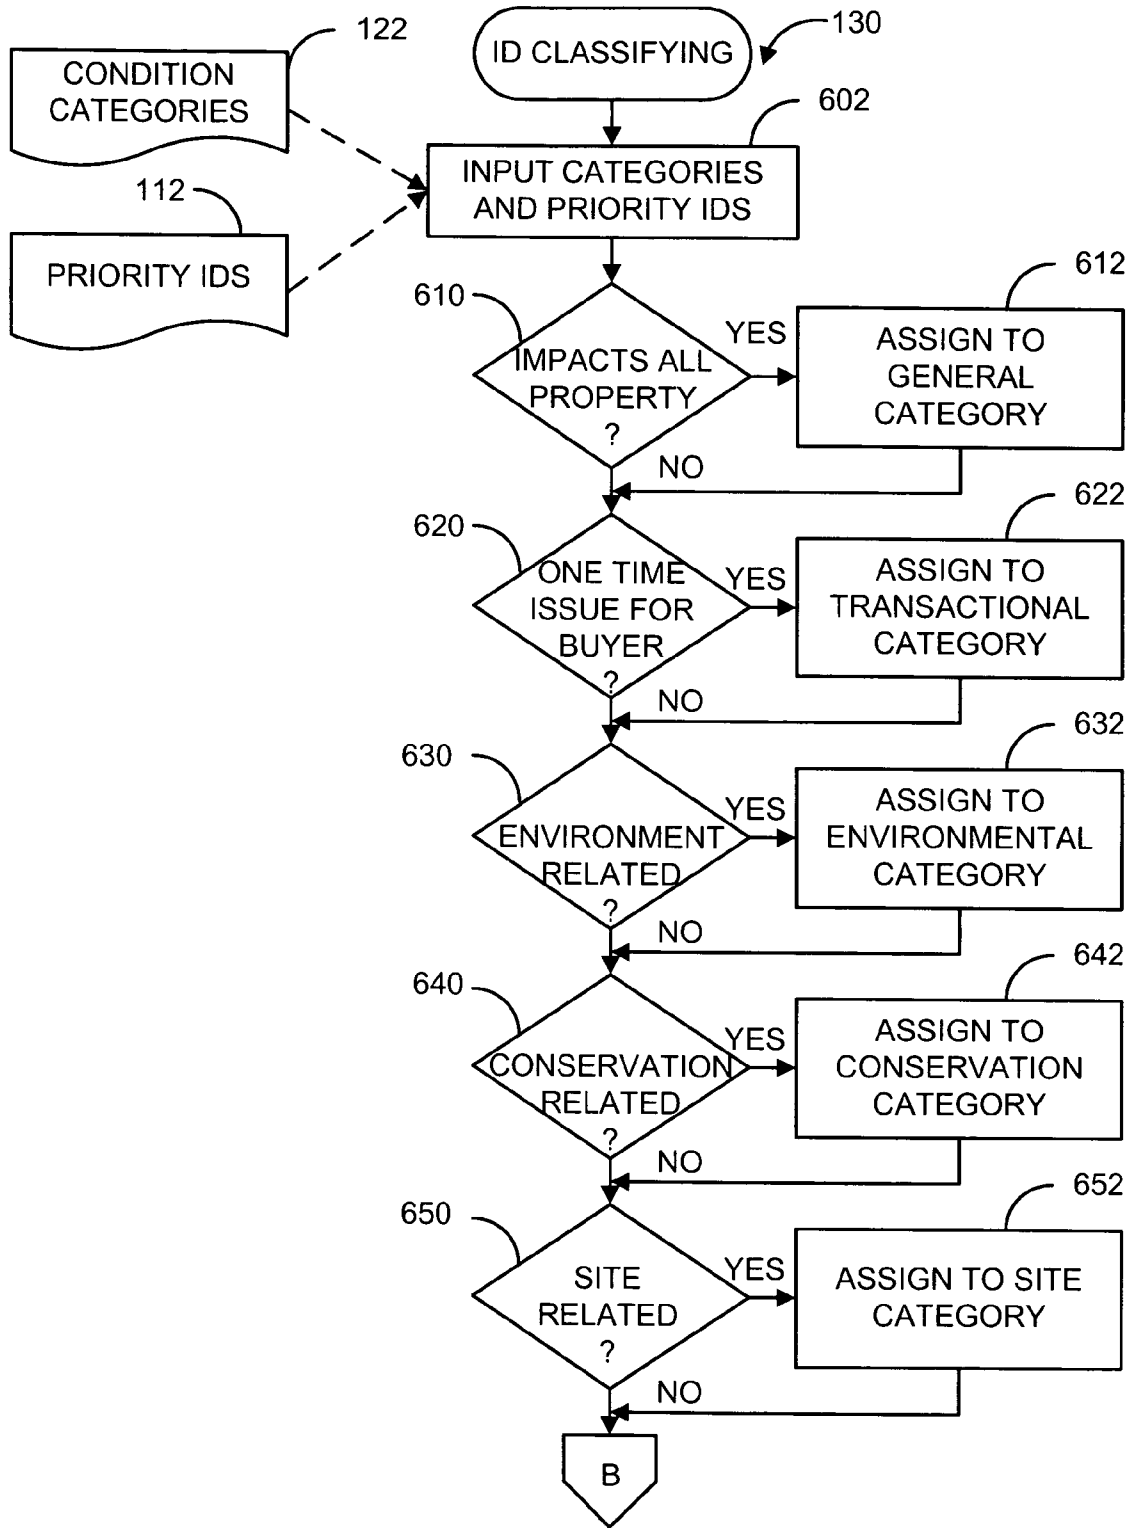 122
CONDITION
CATEGORIES
ID CLASSIFYING
130
602
INPUT CATEGORIES
AND PRIORITY IDS
112
PRIORITY IDS
610
IMPACTS ALL
PROPERTY
?
YES
612
ASSIGN TO
GENERAL
CATEGORY
NO
620
ONE TIME
ISSUE FOR
BUYER
?
YES
622
ASSIGN TO
TRANSACTIONAL
CATEGORY
NO
630
ENVIRONMENT
RELATED
?
YES
632
ASSIGN TO
ENVIRONMENTAL
CATEGORY
NO
640
CONSERVATION
RELATED
?
YES
642
ASSIGN TO
CONSERVATION
CATEGORY
NO
650
SITE
RELATED
?
YES
652
ASSIGN TO SITE
CATEGORY
NO
B